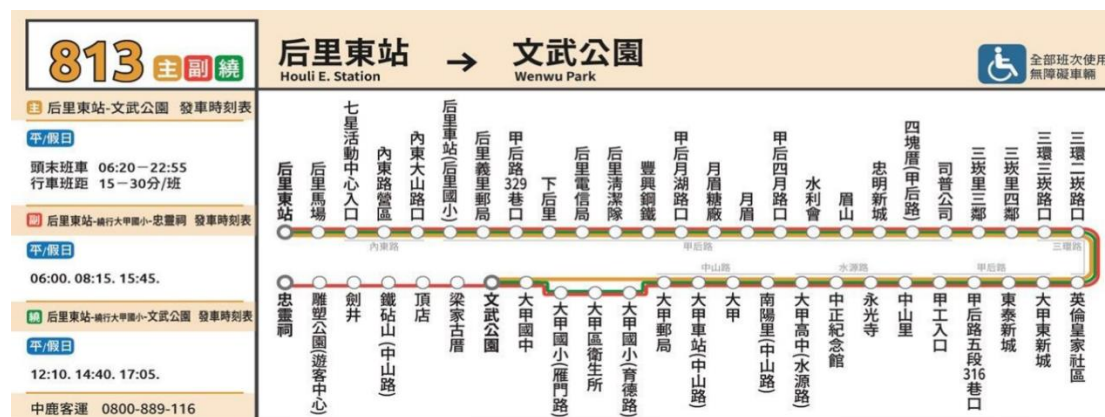 813 主 副 繞
后里東站 → 文武公園
Houli E. Station Wenwu Park
全部班次使用
無障礙車輛
主 后里東站-文武公園 發車時刻表
平/假日
頭末班車 06:20－22:55
行車班距 15－30分/班
副 后里東站-繞行大甲國小-忠靈祠 發車時刻表
平/假日
06:00. 08:15. 15:45.
繞 后里東站-繞行大甲國小-文武公園 發車時刻表
平/假日
12:10. 14:40. 17:05.
中鹿客運 0800-889-116
后里東站
后里馬場
七星活動中心入口
內東路營區
內東大山路口
后里車站(后里國小)
后里義里郵局
甲后路329巷口
下后里
后里電信局
后里清潔隊
豐興鋼鐵
甲后月湖路口
月眉糖廠
月眉
甲后四月路口
水利會
眉山
忠明新城
四塊厝(甲后路)
司普公司
三崁里三鄰
三崁里四鄰
三環三崁路口
三環二崁路口
內東路
甲后路
三環路
中山路
水源路
甲后路
忠靈祠
雕塑公園(遊客中心)
劍井
鐵砧山(中山路)
頂店
梁家古厝
文武公園
大甲國中
大甲國小(雁門路)
大甲區衛生所
大甲國小(育德路)
大甲郵局
大甲車站(中山路)
大甲
南陽里(中山路)
大甲高中(水源路)
中正紀念館
永光寺
中山里
甲工入口
甲后路五段316巷口
東泰新城
大甲東新城
英倫皇家社區